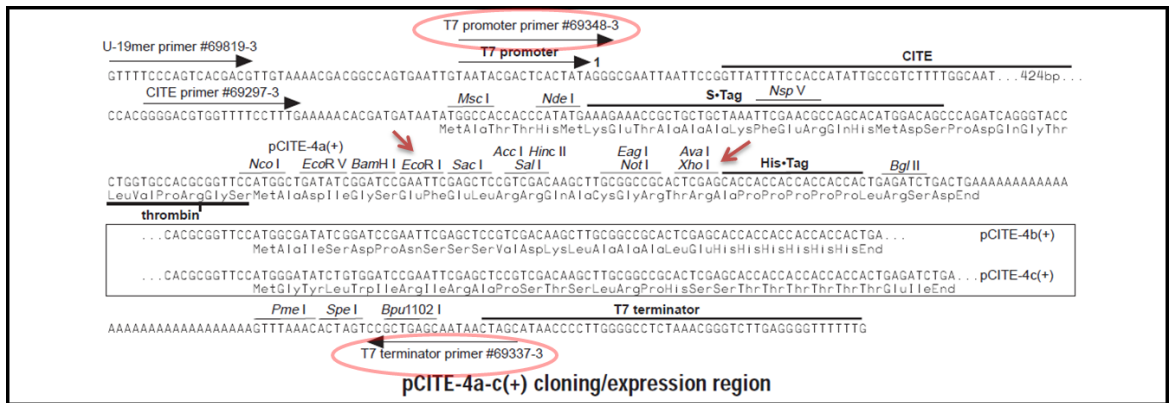 T7 promoter primer #69348-3
U-19mer primer #69819-3
T7 promoter 1 CITE
GTTTTCCCAGTCACGACGTTGTAAAACGACGGCCAGTGAATTGTAATACGACTCACTATAGGGCGAATTAATTCCGGTTATTTTCCACCATATTGCCGTCTTTTGGCAAT...424bp...
CITE primer #69297-3 Msc I Nde I S•Tag Nsp V
CCACGGGGACGTGGTTTTCCTTTGAAAAACACGATGATAATATGGCCACCACCCATATGAAAGAAACCGCTGCTGCTAAATTCGAACGCCAGCACATGGACAGCCCAGATCAGGGTACC
MetAlaThrThrHisMetLysGluThrAlaAlaAlaLysPheGluArgGlnHisMetAspSerProAspGlnGlyThr
pCITE-4a(+) Acc I Hinc II Eag I Ava I
Nco I EcoR V BamH I EcoR I Sac I Sal I Not I Xho I His•Tag Bgl II
CTGGTGCCACGCGGTTCCATGGCTGATATCGGATCCGAATTCGAGCTCCGTCGACAAGCTTGCGGCCGCACTCGAGCACCACCACCACCACCACTGAGATCTGACTGAAAAAAAAAAAAA
LeuValProArgGlySerMetAlaAspIleGlySerGluPheGluLeuArgArgGlnAlaCysGlyArgThrArgAlaProProProProProLeuArgSerAspEnd
thrombin
...CACGCGGTTCCATGGCGATATCGGATCCGAATTCGAGCTCCGTCGACAAGCTTGCGGCCGCACTCGAGCACCACCACCACCACCACTGA... pCITE-4b(+)
MetAlaIleSerAspProAsnSerSerSerValAspLysLeuAlaAlaAlaLeuGluHisHisHisHisHisHisEnd
...CACGCGGTTCCATGGGATATCTGTGGATCCGAATTCGAGCTCCGTCGACAAGCTTGCGGCCGCACTCGAGCACCACCACCACCACCACTGAGATCTGA...pCITE-4c(+)
MetGlyTyrLeuTrpIleArgIleArgAlaProSerThrSerLeuArgProHisSerSerThrThrThrThrThrThrGluIleEnd
Pme I Spe I Bpu1102 I T7 terminator
AAAAAAAAAAAAAAAAAAGTTTAAACACTAGTCCGCTGAGCAATAACTAGCATAACCCCTTGGGGCCTCTAAACGGGTCTTGAGGGGTTTTTTG
T7 terminator primer #69337-3
pCITE-4a-c(+) cloning/expression region